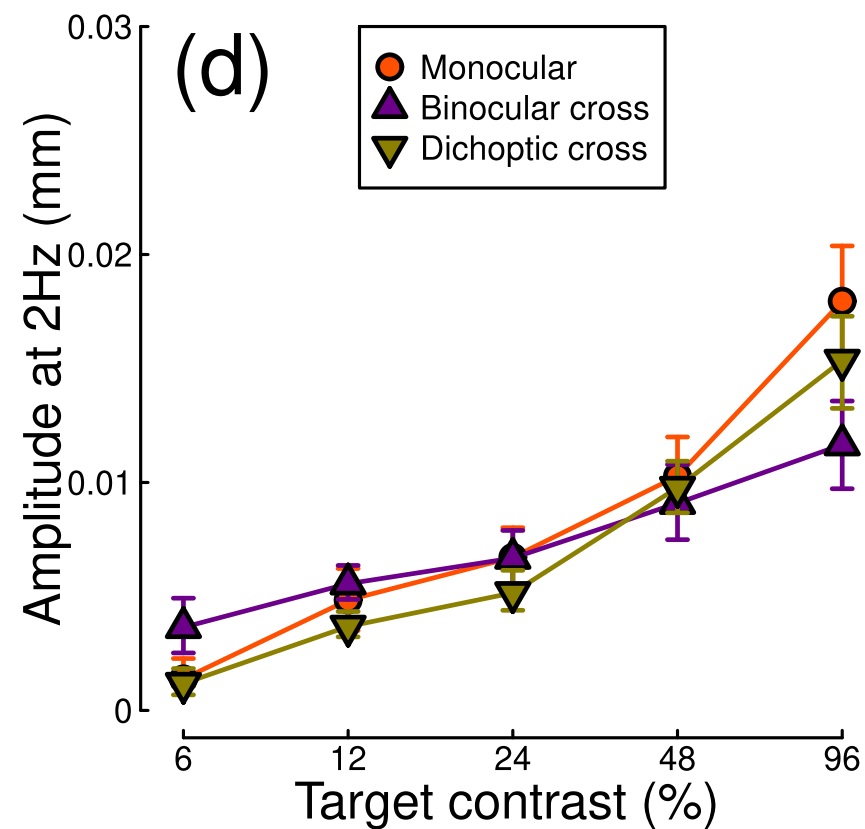 (d)
Monocular
Binocular cross
Dichoptic cross
Amplitude at 2Hz (mm)
0.03
0.02
0.01
0
6 12 24 48 96
Target contrast (%)